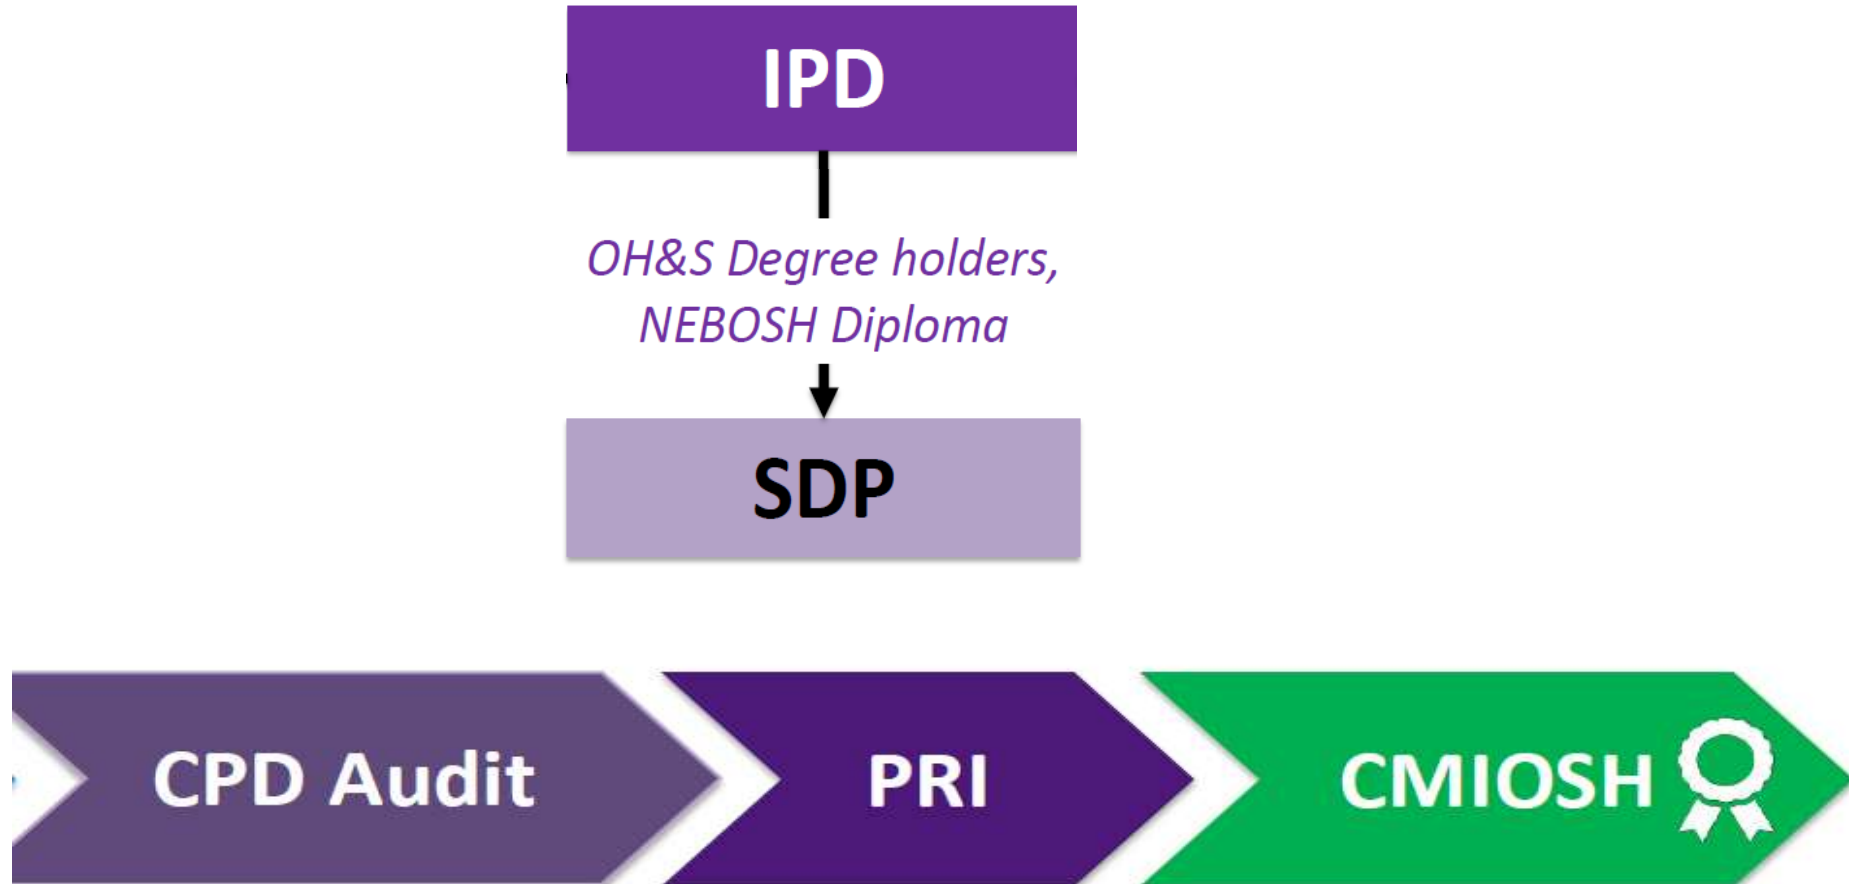 IPD
OH&S Degree holders,
NEBOSH Diploma
SDP
CPD Audit
PRI
CMIOSH